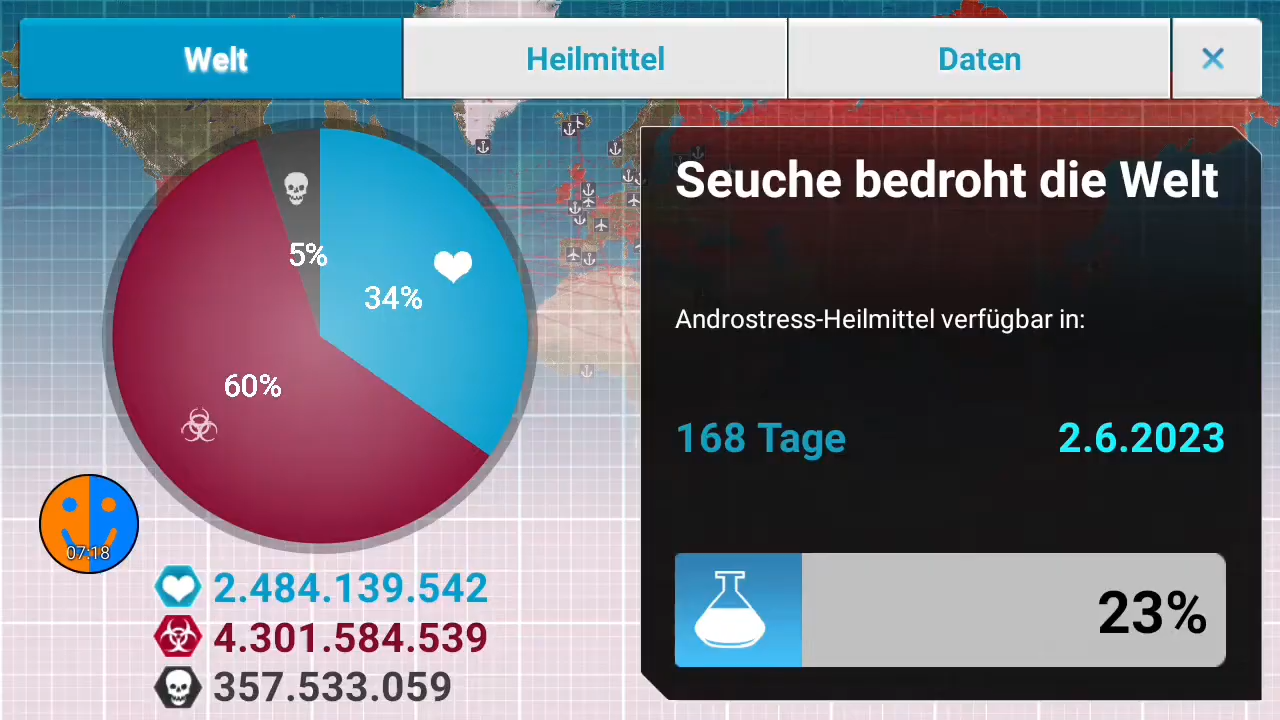 Welt
Heilmittel
Daten
×
5%
34%
60%
07:18
2.484.139.542
4.301.584.539
357.533.059
Seuche bedroht die Welt
Androstress-Heilmittel verfügbar in:
168 Tage
2.6.2023
23%